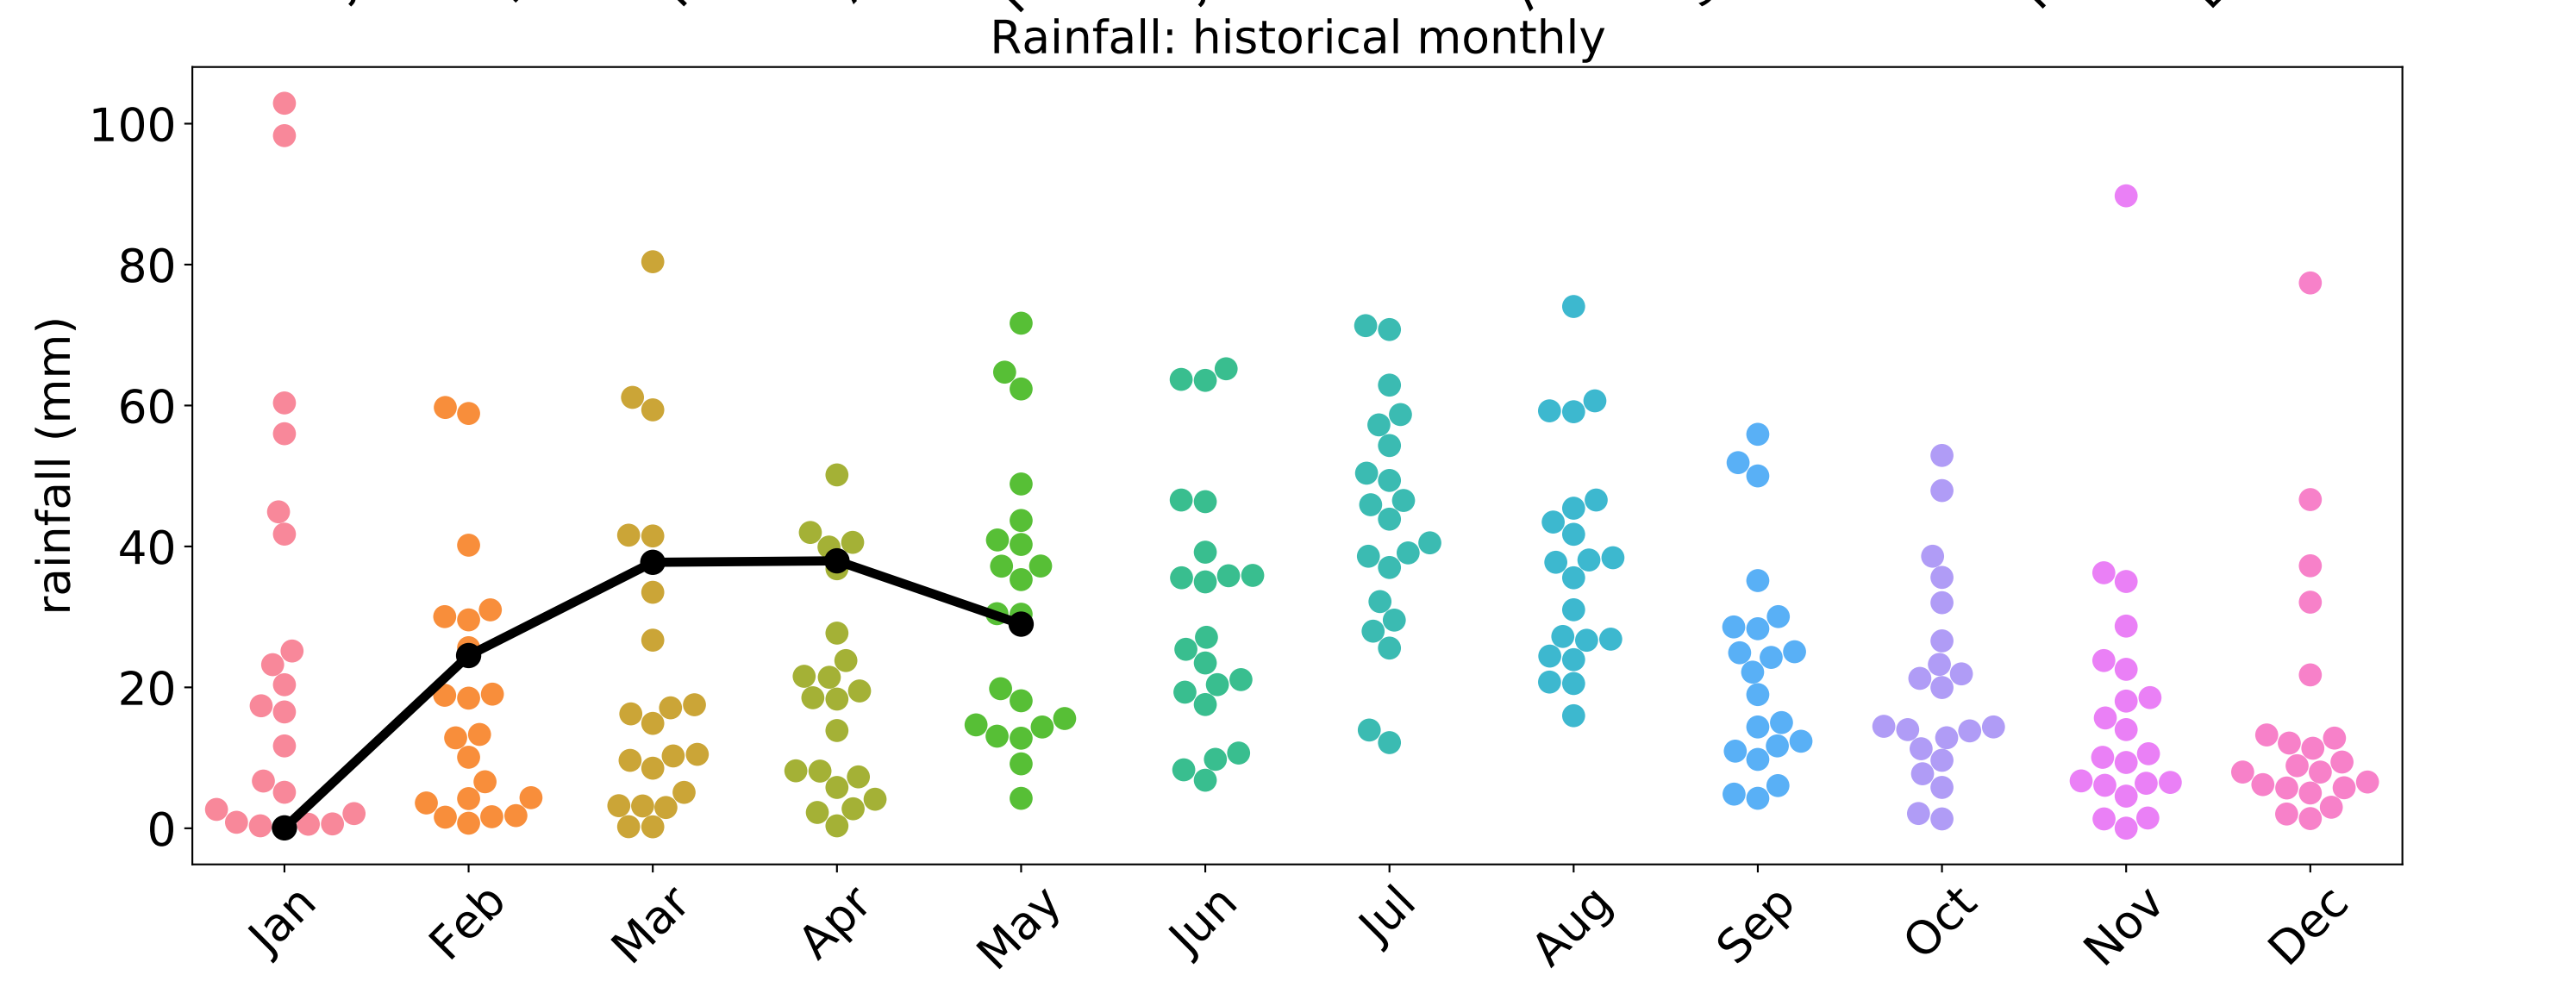 Rainfall: historical monthly
rainfall (mm)
100
80
60
40
20
0
Jan
Feb
Mar
Apr
May
Jun
Jul
Aug
Sep
Oct
Nov
Dec